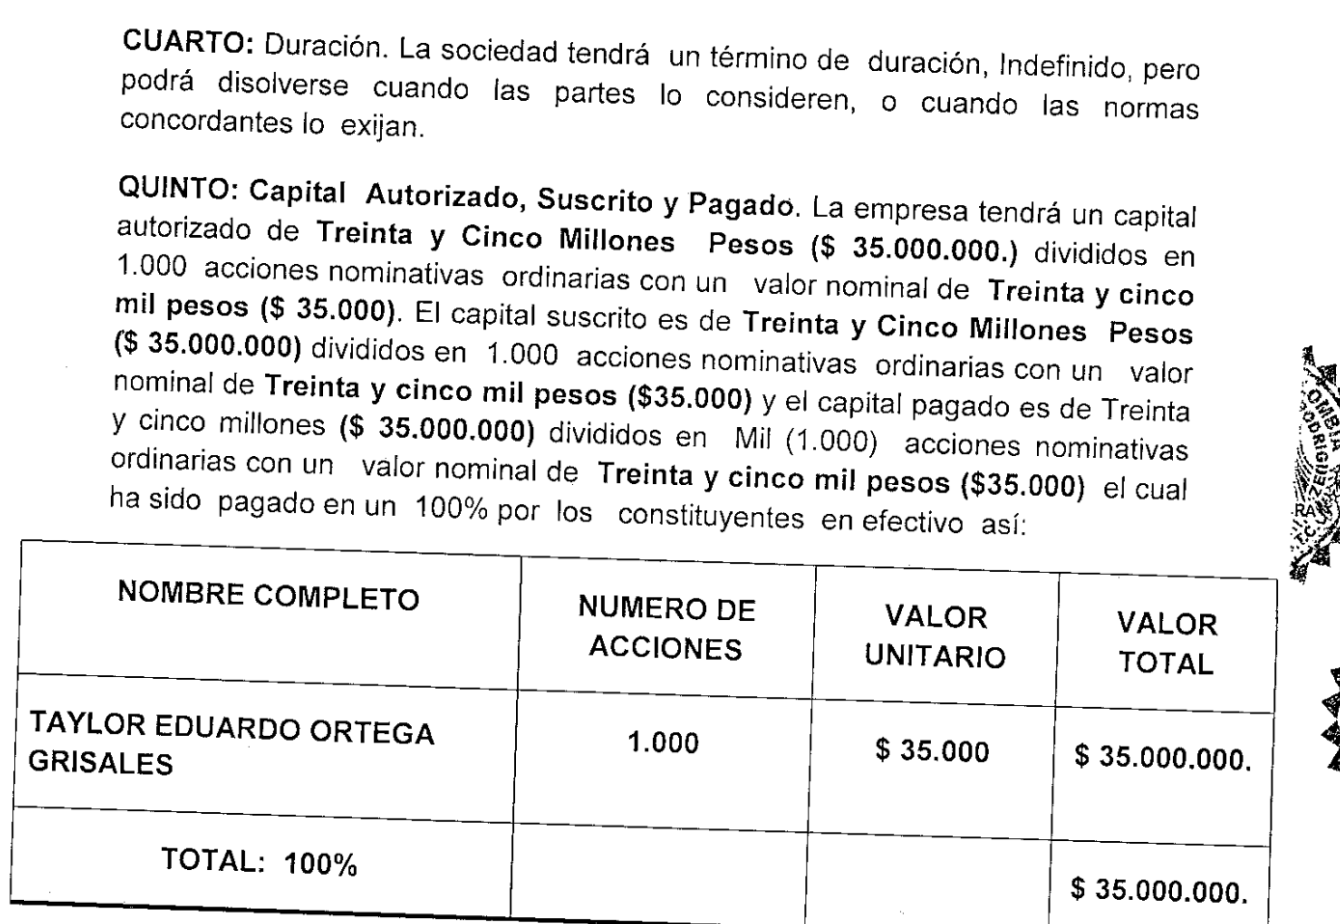 CUARTO: Duración. La sociedad tendrá un término de duración, Indefinido, pero
podrá disolverse cuando las partes lo consideren, o cuando las normas
concordantes lo exijan.
QUINTO: Capital Autorizado, Suscrito y Pagado. La empresa tendrá un capital
autorizado de Treinta y Cinco Millones Pesos ($ 35.000.000.) divididos en
1.000 acciones nominativas ordinarias con un valor nominal de Treinta y cinco
mil pesos ($ 35.000). El capital suscrito es de Treinta y Cinco Millones Pesos
($ 35.000.000) divididos en 1.000 acciones nominativas ordinarias con un valor
nominal de Treinta y cinco mil pesos ($35.000) y el capital pagado es de Treinta
y cinco millones ($ 35.000.000) divididos en Mil (1.000) acciones nominativas
ordinarias con un valor nominal de Treinta y cinco mil pesos ($35.000) el cual
ha sido pagado en un 100% por los constituyentes en efectivo así:
NOMBRE COMPLETO NUMERO DE ACCIONES VALOR UNITARIO VALOR TOTAL
TAYLOR EDUARDO ORTEGA GRISALES 1.000 $ 35.000 $ 35.000.000.
TOTAL: 100% $ 35.000.000.